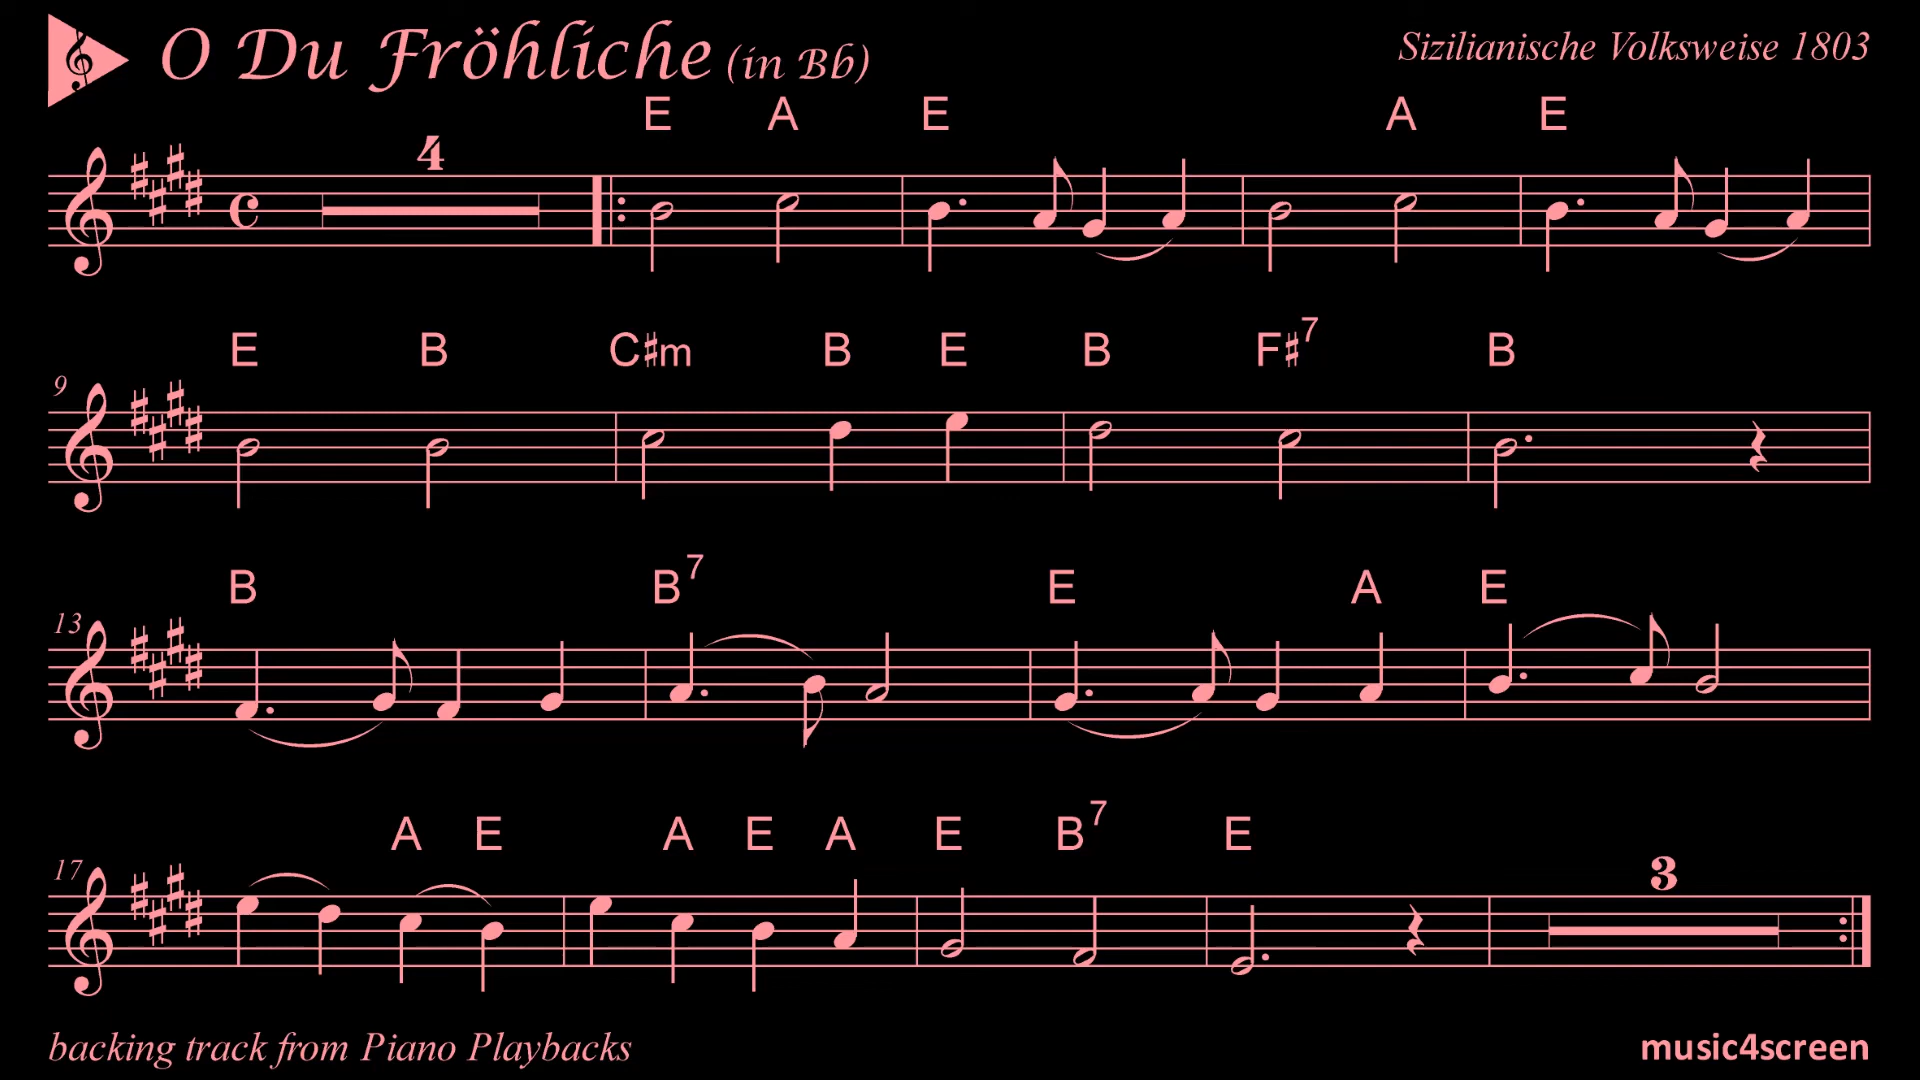 O Du Fröhliche (in Bb)
Sizilianische Volksweise 1803
E A E A E
4
E B C♯m B E B F♯7 B
9
B B7 E A E
13
A E A E A E B7 E
17 3
backing track from Piano Playbacks
music4screen